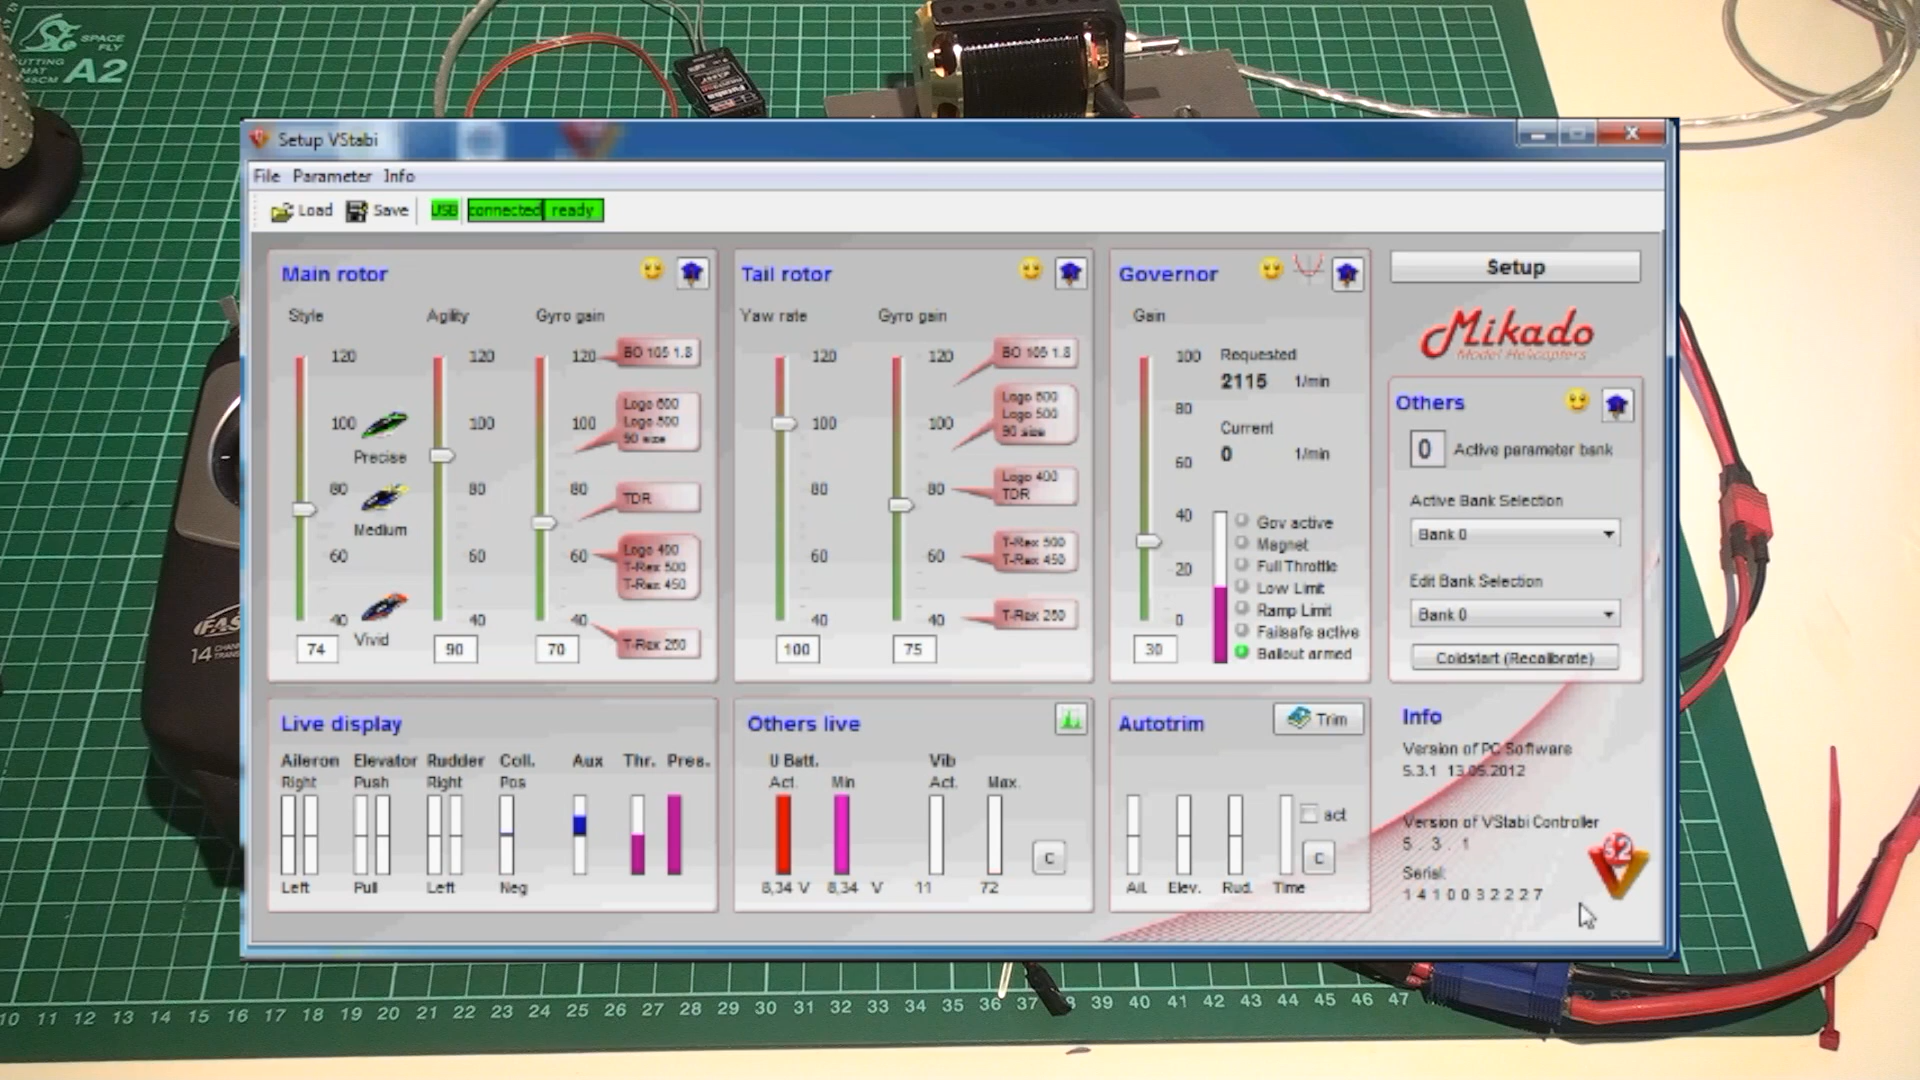 SPACE
FLY
CUTTING
MAT
45CM
A2
Futaba
Setup VStabi
File Parameter Info
Load Save USB connected ready
Main rotor
Style Agility Gyro gain
120 120 120
100 100 100
80 80 80
60 60 60
40 40 40
Precise
Medium
Vivid
BO 105 1.8
Logo 600
Logo 500
90 size
TDR
Logo 400
T-Rex 500
T-Rex 450
T-Rex 250
74 90 70
Tail rotor
Yaw rate Gyro gain
120 120
100 100
80 80
60 60
40 40
BO 105 1.8
Logo 600
Logo 500
90 size
Logo 400
TDR
T-Rex 500
T-Rex 450
T-Rex 250
100 75
Governor
Gain
100
80
60
40
20
0
30
Requested
2115 1/min
Current
0 1/min
Gov active
Magnet
Full Throttle
Low Limit
Ramp Limit
Failsafe active
Bailout armed
Setup
Mikado
Model Helicopters
Others
0 Active parameter bank
Active Bank Selection
Bank 0
Edit Bank Selection
Bank 0
Coldstart (Recalibrate)
Live display
Aileron Elevator Rudder Coll. Aux Thr. Pres.
Right Push Right Pos
Left Pull Left Neg
Others live
U Batt. Vib
Act. Min Act. Max.
C
8,34 V 8,34 V 11 72
Autotrim
Trim
act
C
Ail. Elev. Rud. Time
Info
Version of PC Software
5.3.1 13.05.2012
Version of VStabi Controller
5 . 3 . 1
Serial:
1 4 1 0 0 3 2 2 2 2 7
FAS
14 CHAN
10 11 12 13 14 15 16 17 18 19 20 21 22 23 24 25 26 27 28 29 30 31 32 33 34 35 36 37 38 39 40 41 42 43 44 45 46 47